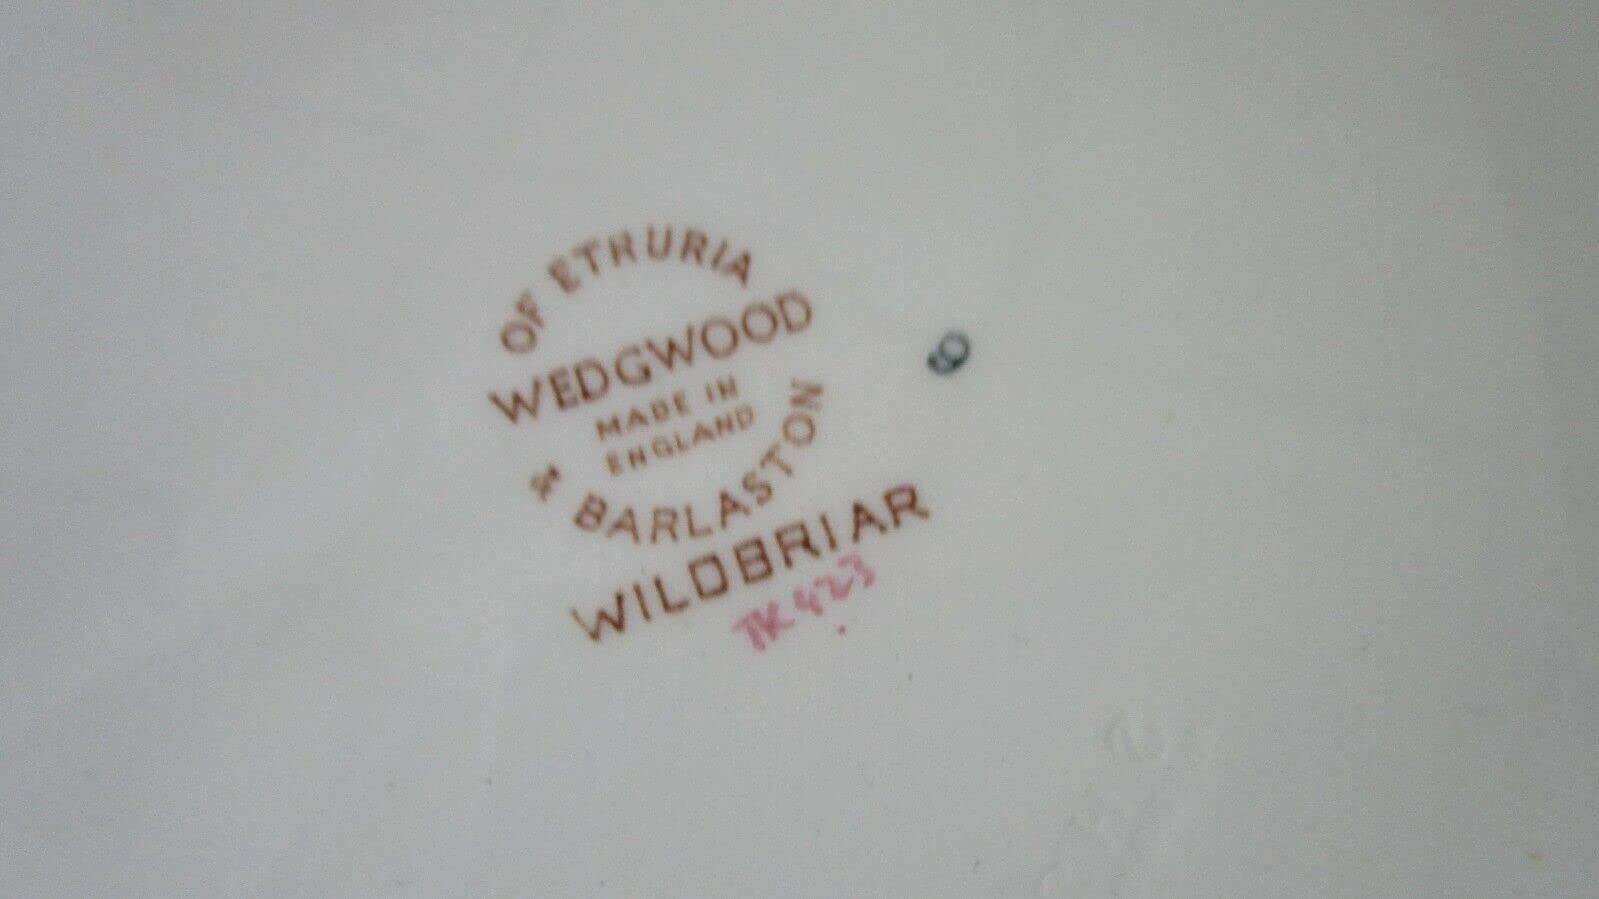 OF ETRURIA
WEDGWOOD
MADE IN
ENGLAND
& BARLASTON
WILDBRIAR
TK423